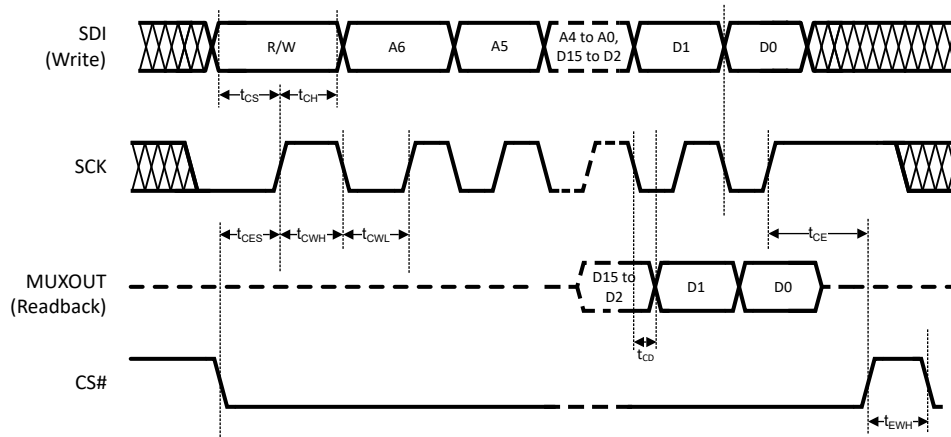 SDI
(Write)
R/W
A6
A5
A4 to A0,
D15 to D2
D1
D0
tCS
tCH
SCK
tCES
tCWH
tCWL
tCE
MUXOUT
(Readback)
D15 to
D2
D1
D0
tCD
CS#
tEWH